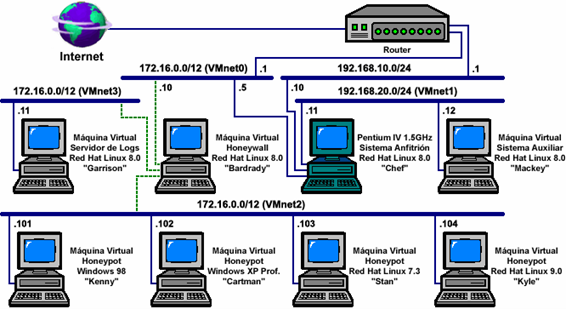 Internet
Router
172.16.0.0/12 (VMnet0)
.1
192.168.10.0/24
.1
172.16.0.0/12 (VMnet3)
.10
.5
.10
192.168.20.0/24 (VMnet1)
.11
.11
.12
Máquina Virtual
Servidor de Logs
Red Hat Linux 8.0
"Garrison"
Máquina Virtual
Honeywall
Red Hat Linux 8.0
"Bardrady"
Pentium IV 1.5GHz
Sistema Anfitrión
Red Hat Linux 8.0
"Chef"
Máquina Virtual
Sistema Auxiliar
Red Hat Linux 8.0
"Mackey"
172.16.0.0/12 (VMnet2)
.101
.102
.103
.104
Máquina Virtual
Honeypot
Windows 98
"Kenny"
Máquina Virtual
Honeypot
Windows XP Prof.
"Cartman"
Máquina Virtual
Honeypot
Red Hat Linux 7.3
"Stan"
Máquina Virtual
Honeypot
Red Hat Linux 9.0
"Kyle"